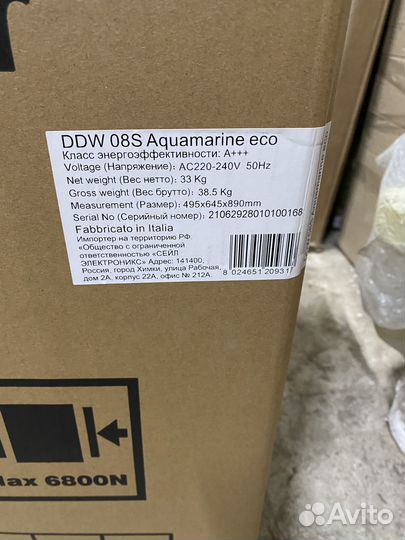 DDW 08S Aquamarine eco
Класс энергоэффективности: A+++
Voltage (Напряжение): AC220-240V 50Hz
Net weight (Вес нетто): 33 Kg
Gross weight (Вес брутто): 38.5 Kg
Measurement (Размер): 495x645x890mm
Serial No (Серийный номер): 21062928010100168
Fabbricato in Italia
Импортер на территорию РФ
«Общество с ограниченной
ответственностью «СЕЙЛ
ЭЛЕКТРОНИКС» Адрес: 141400,
Россия, город Химки, улица Рабочая,
дом 2А, корпус 22А, офис № 212А.
8 024651 20931
Max 6800N
Avito